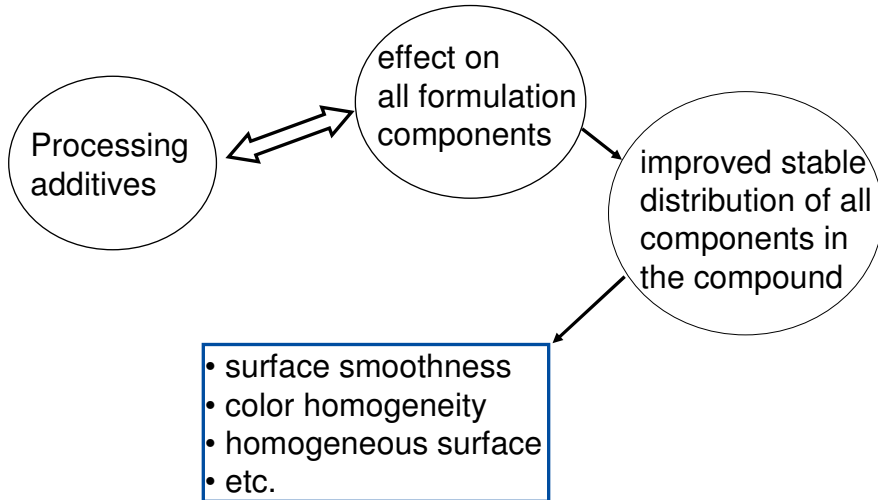 Processing
additives
effect on
all formulation
components
improved stable
distribution of all
components in
the compound
• surface smoothness
• color homogeneity
• homogeneous surface
• etc.